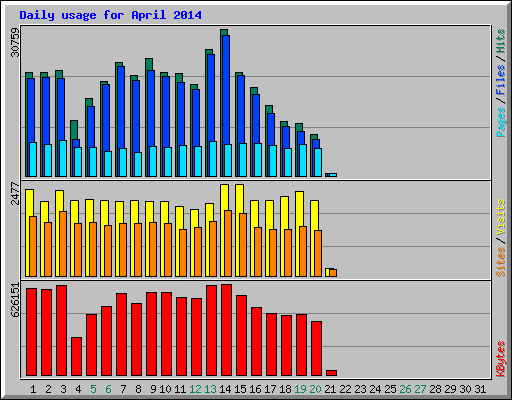 Daily usage for April 2014
30759
Pages / Files / Hits
2477
Sites / Visits
626151
KBytes
1 2 3 4 5 6 7 8 9 10 11 12 13 14 15 16 17 18 19 20 21 22 23 24 25 26 27 28 29 30 31